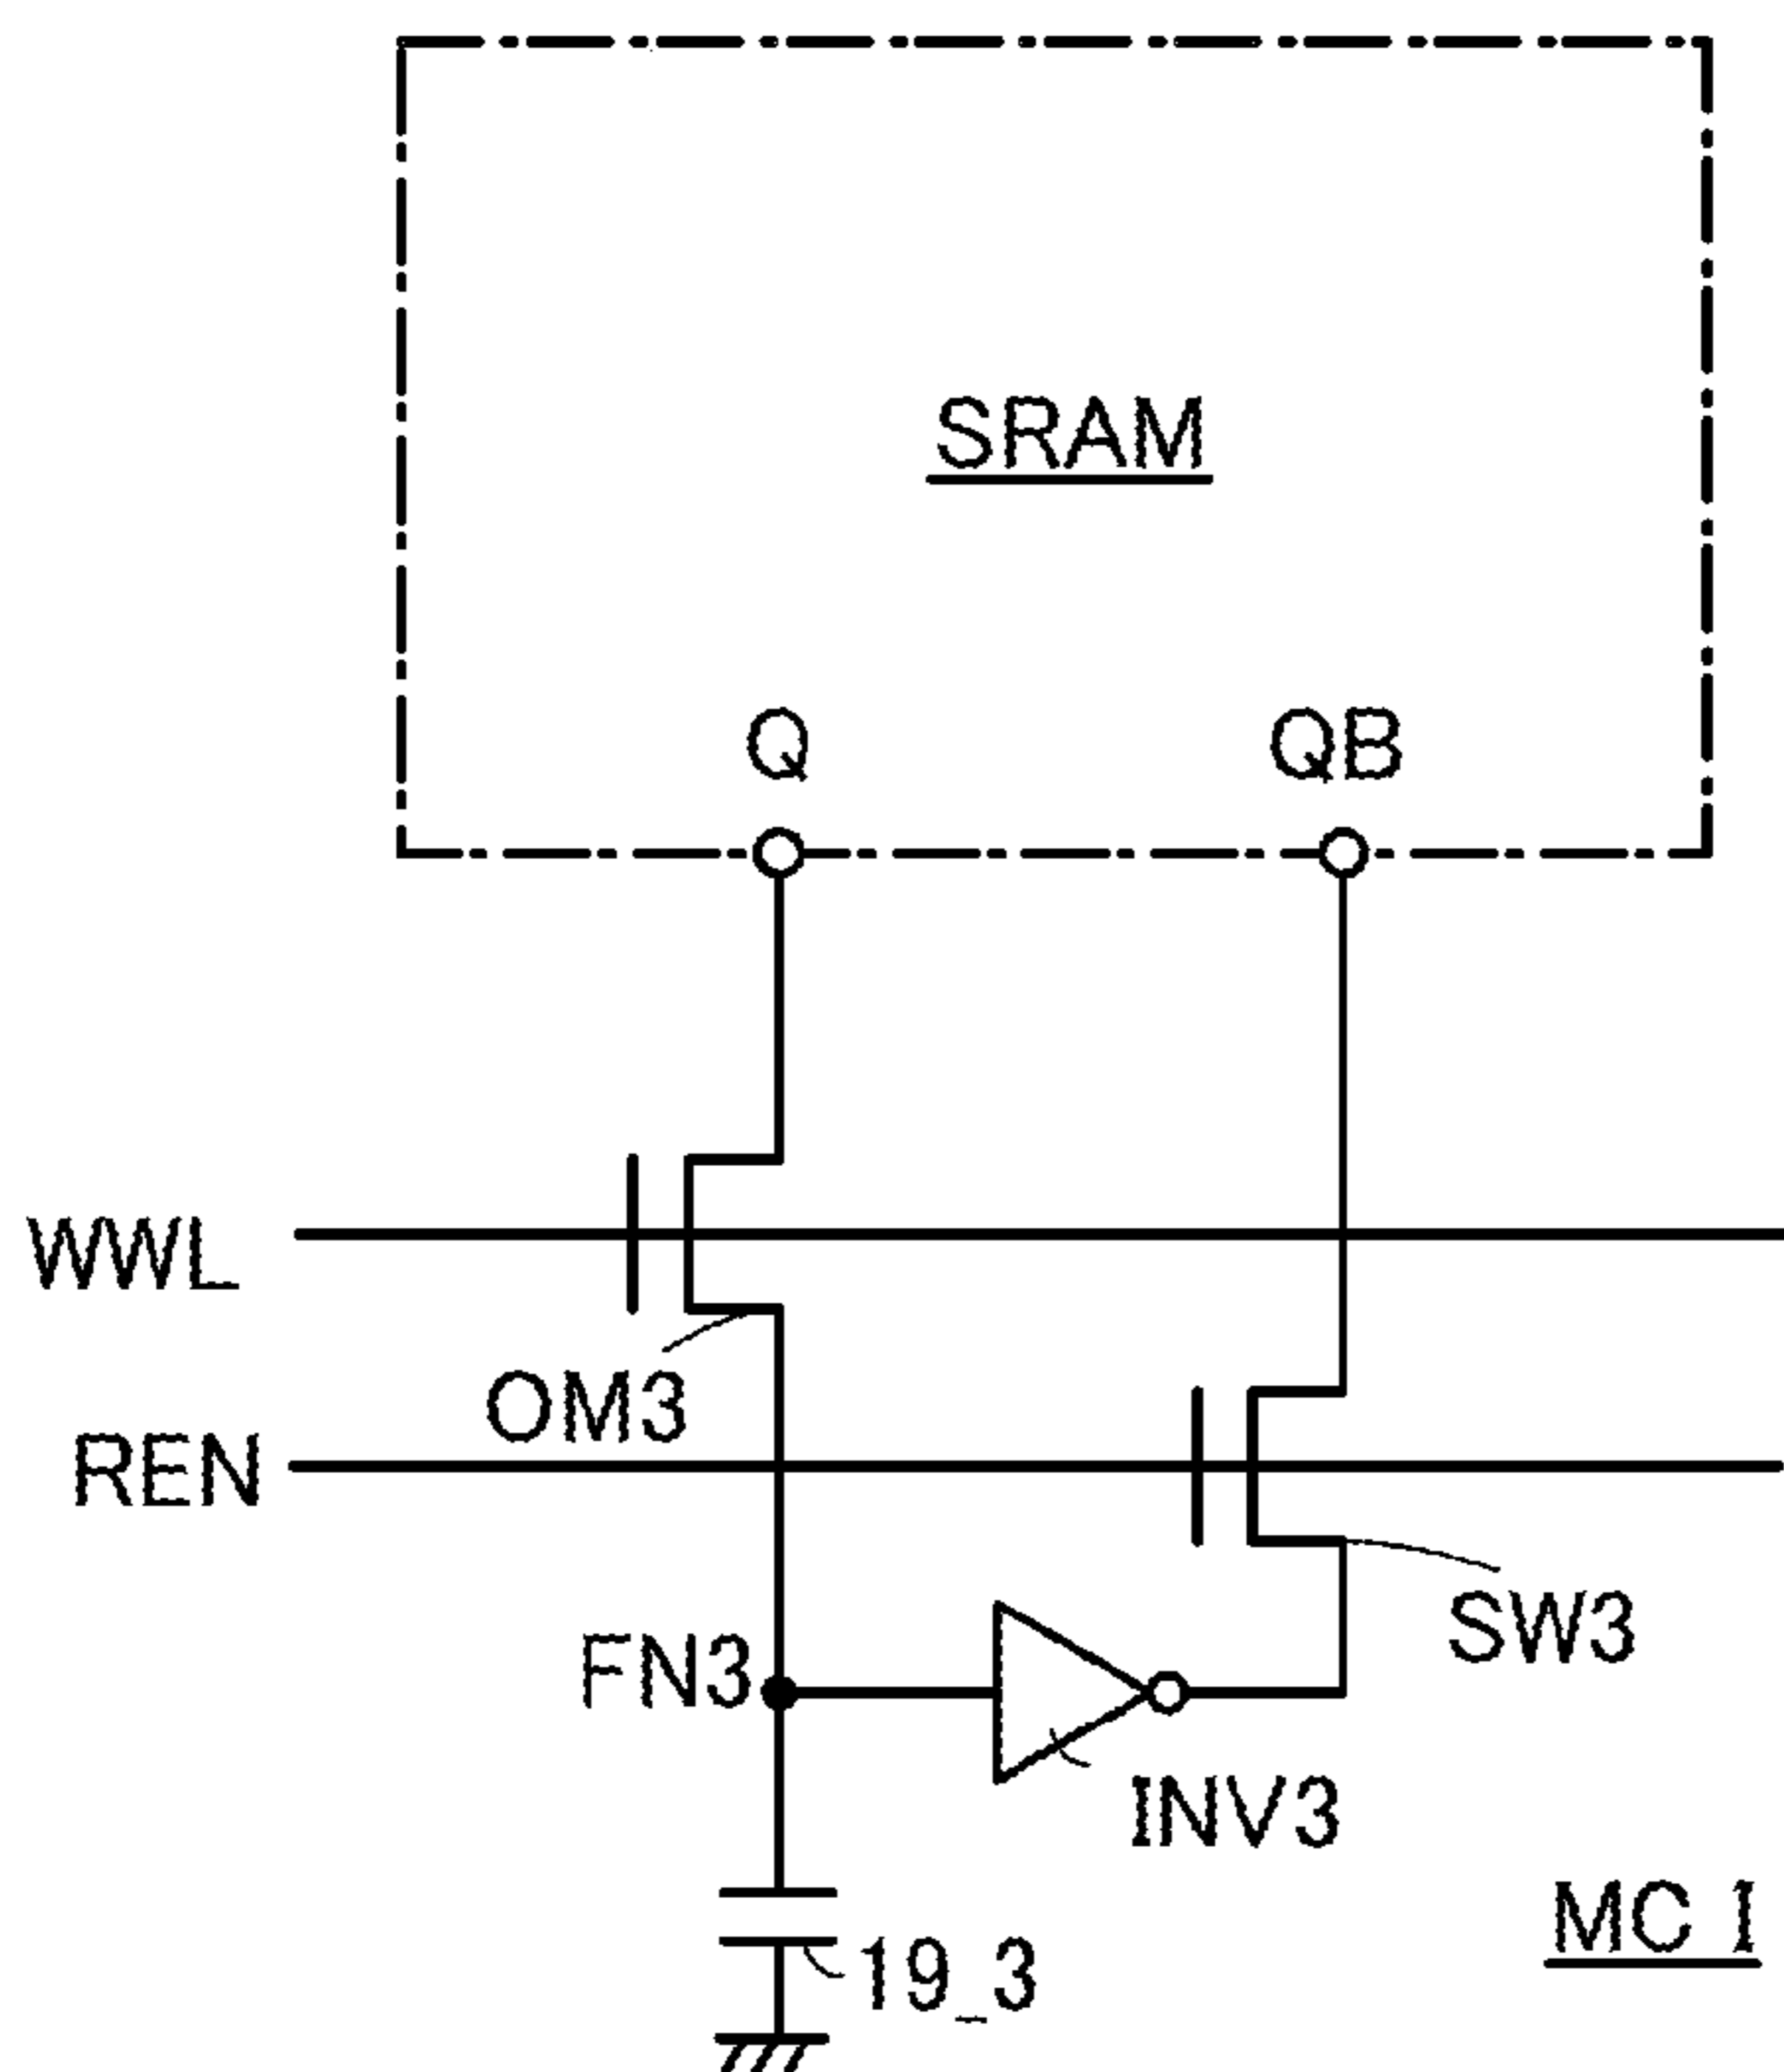 SRAM
Q
QB
WWL
OM3
REN
SW3
FN3
INV3
MC I
19_3